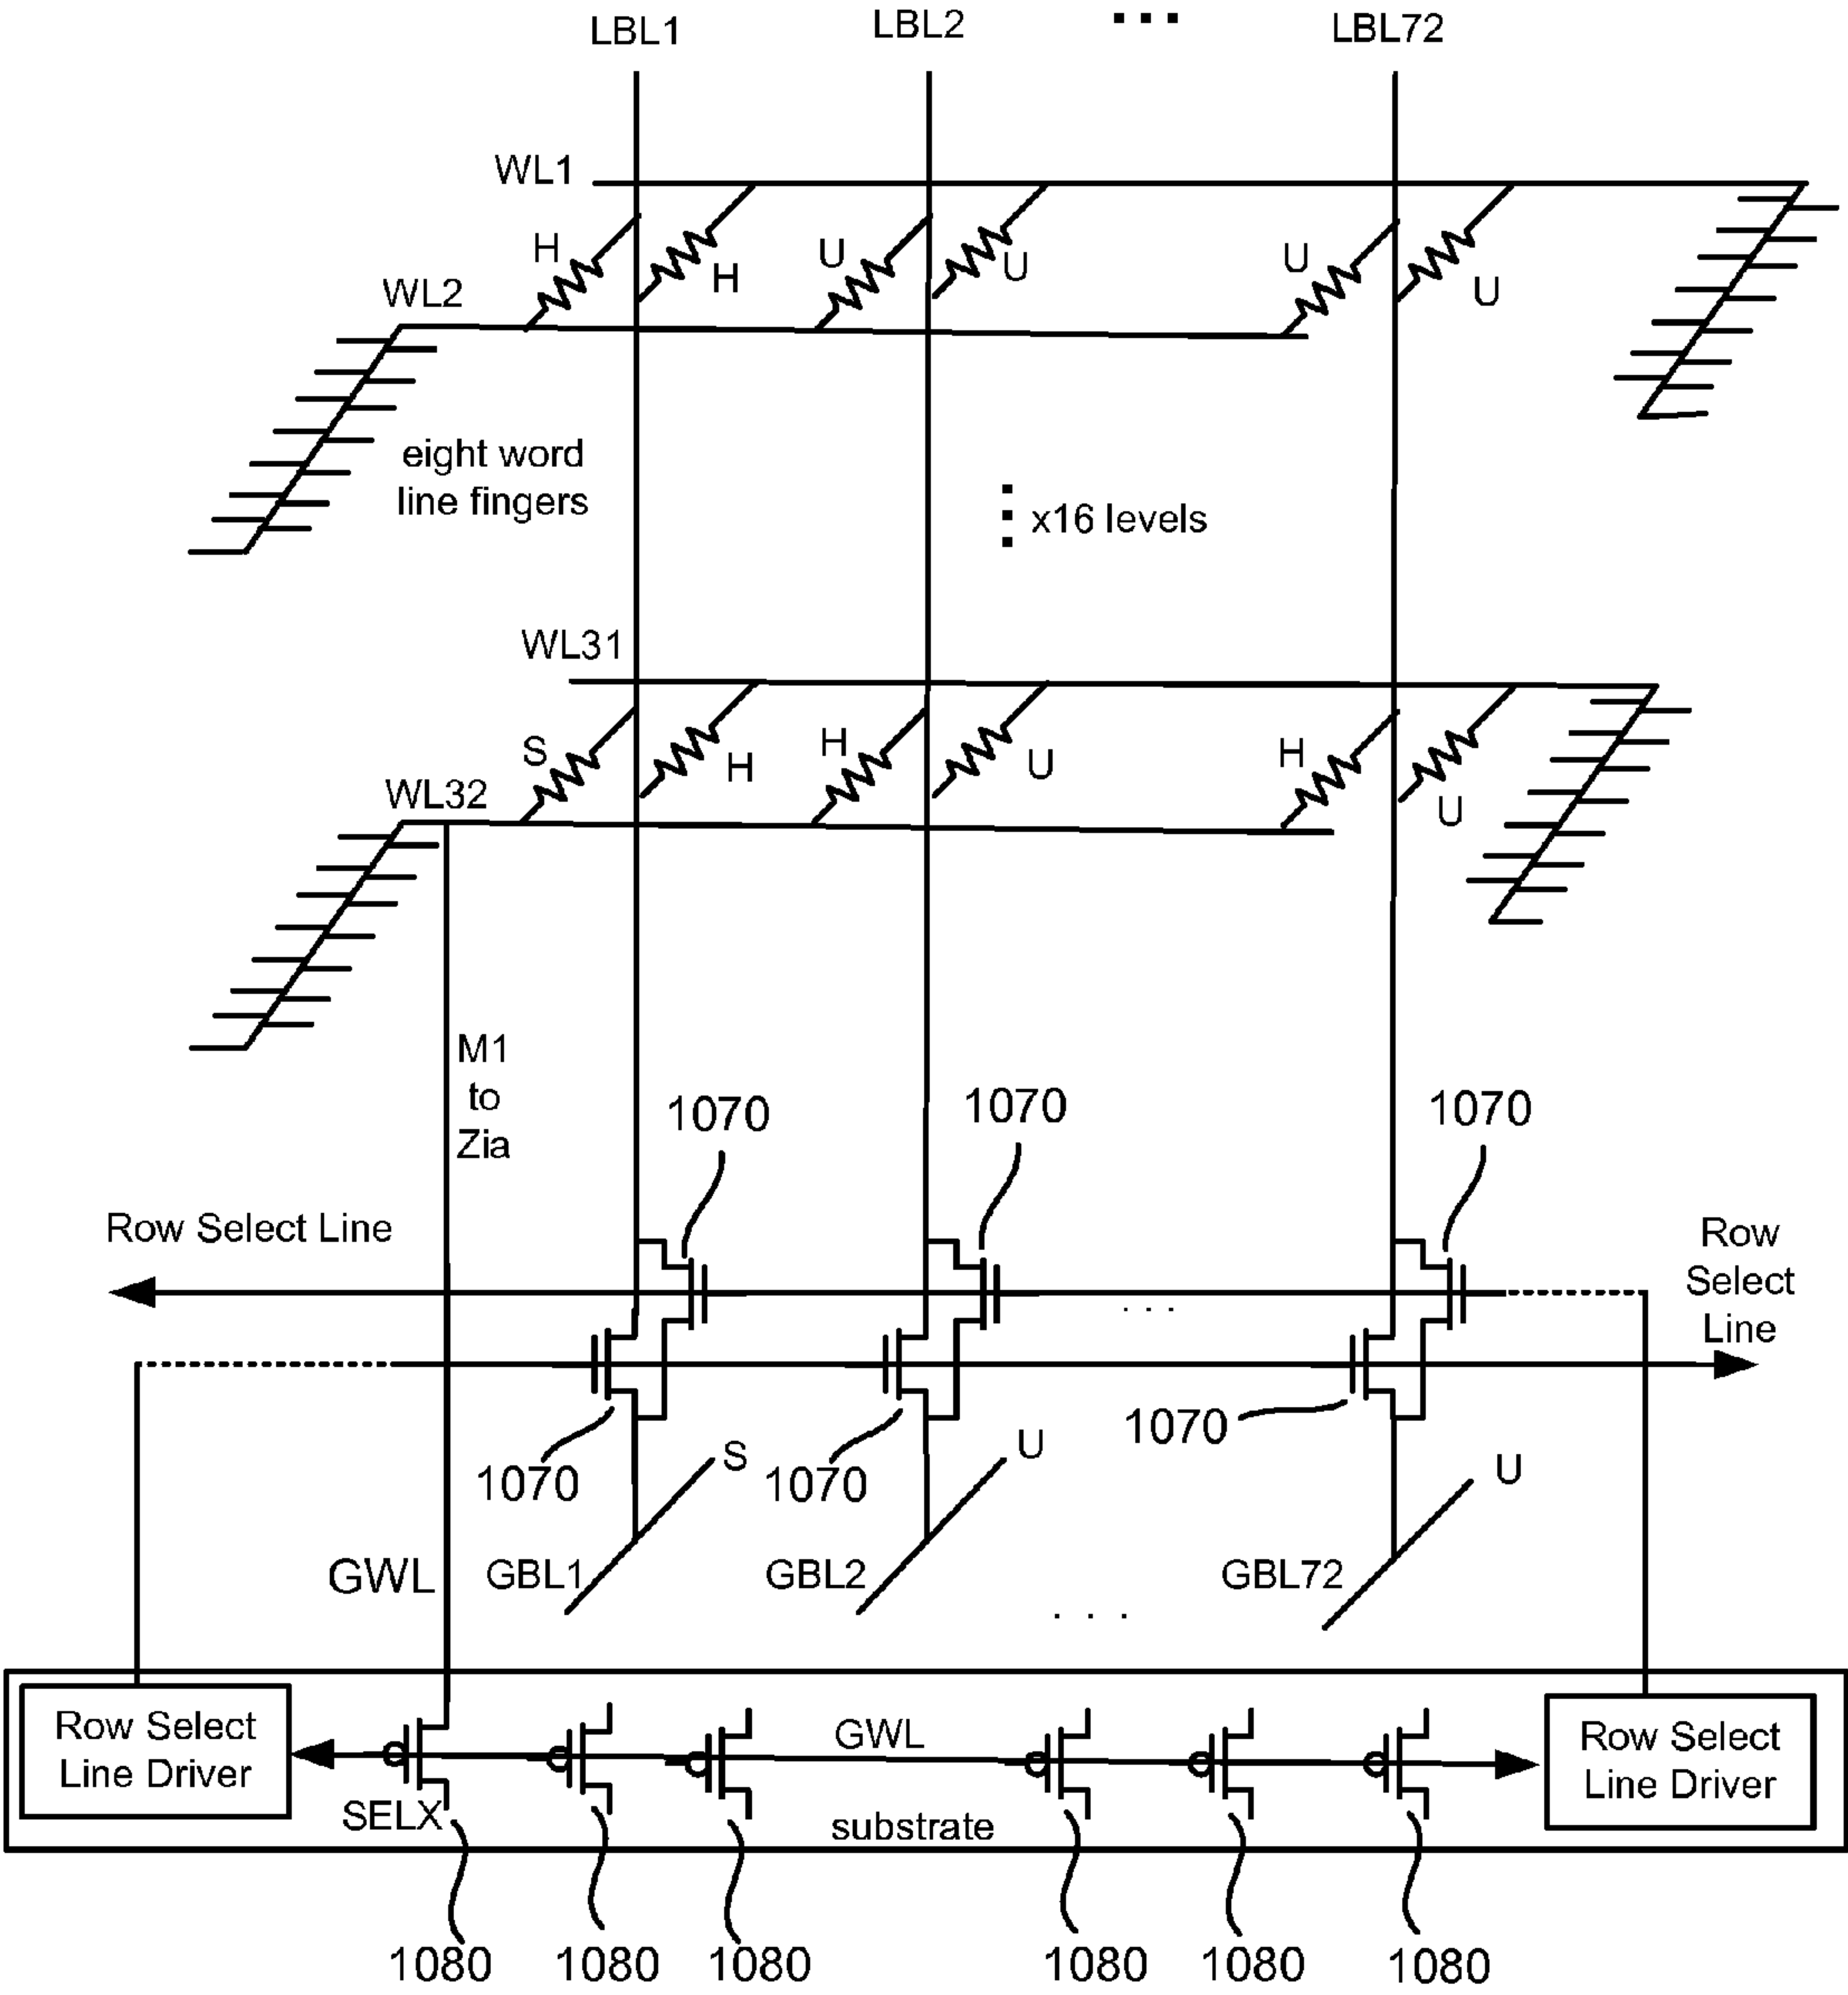 LBL1
LBL2
...
LBL72
WL1
H
H
U
U
U
U
WL2
eight word
line fingers
x16 levels
WL31
S
H
H
U
H
U
WL32
M1
to
Zia
1070
1070
1070
Row Select Line
Row
Select
Line
...
1070
1070
1070
S
U
U
GWL
GBL1
GBL2
GBL72
...
Row Select
Line Driver
GWL
Row Select
Line Driver
SELX
substrate
1080
1080
1080
1080
1080
1080